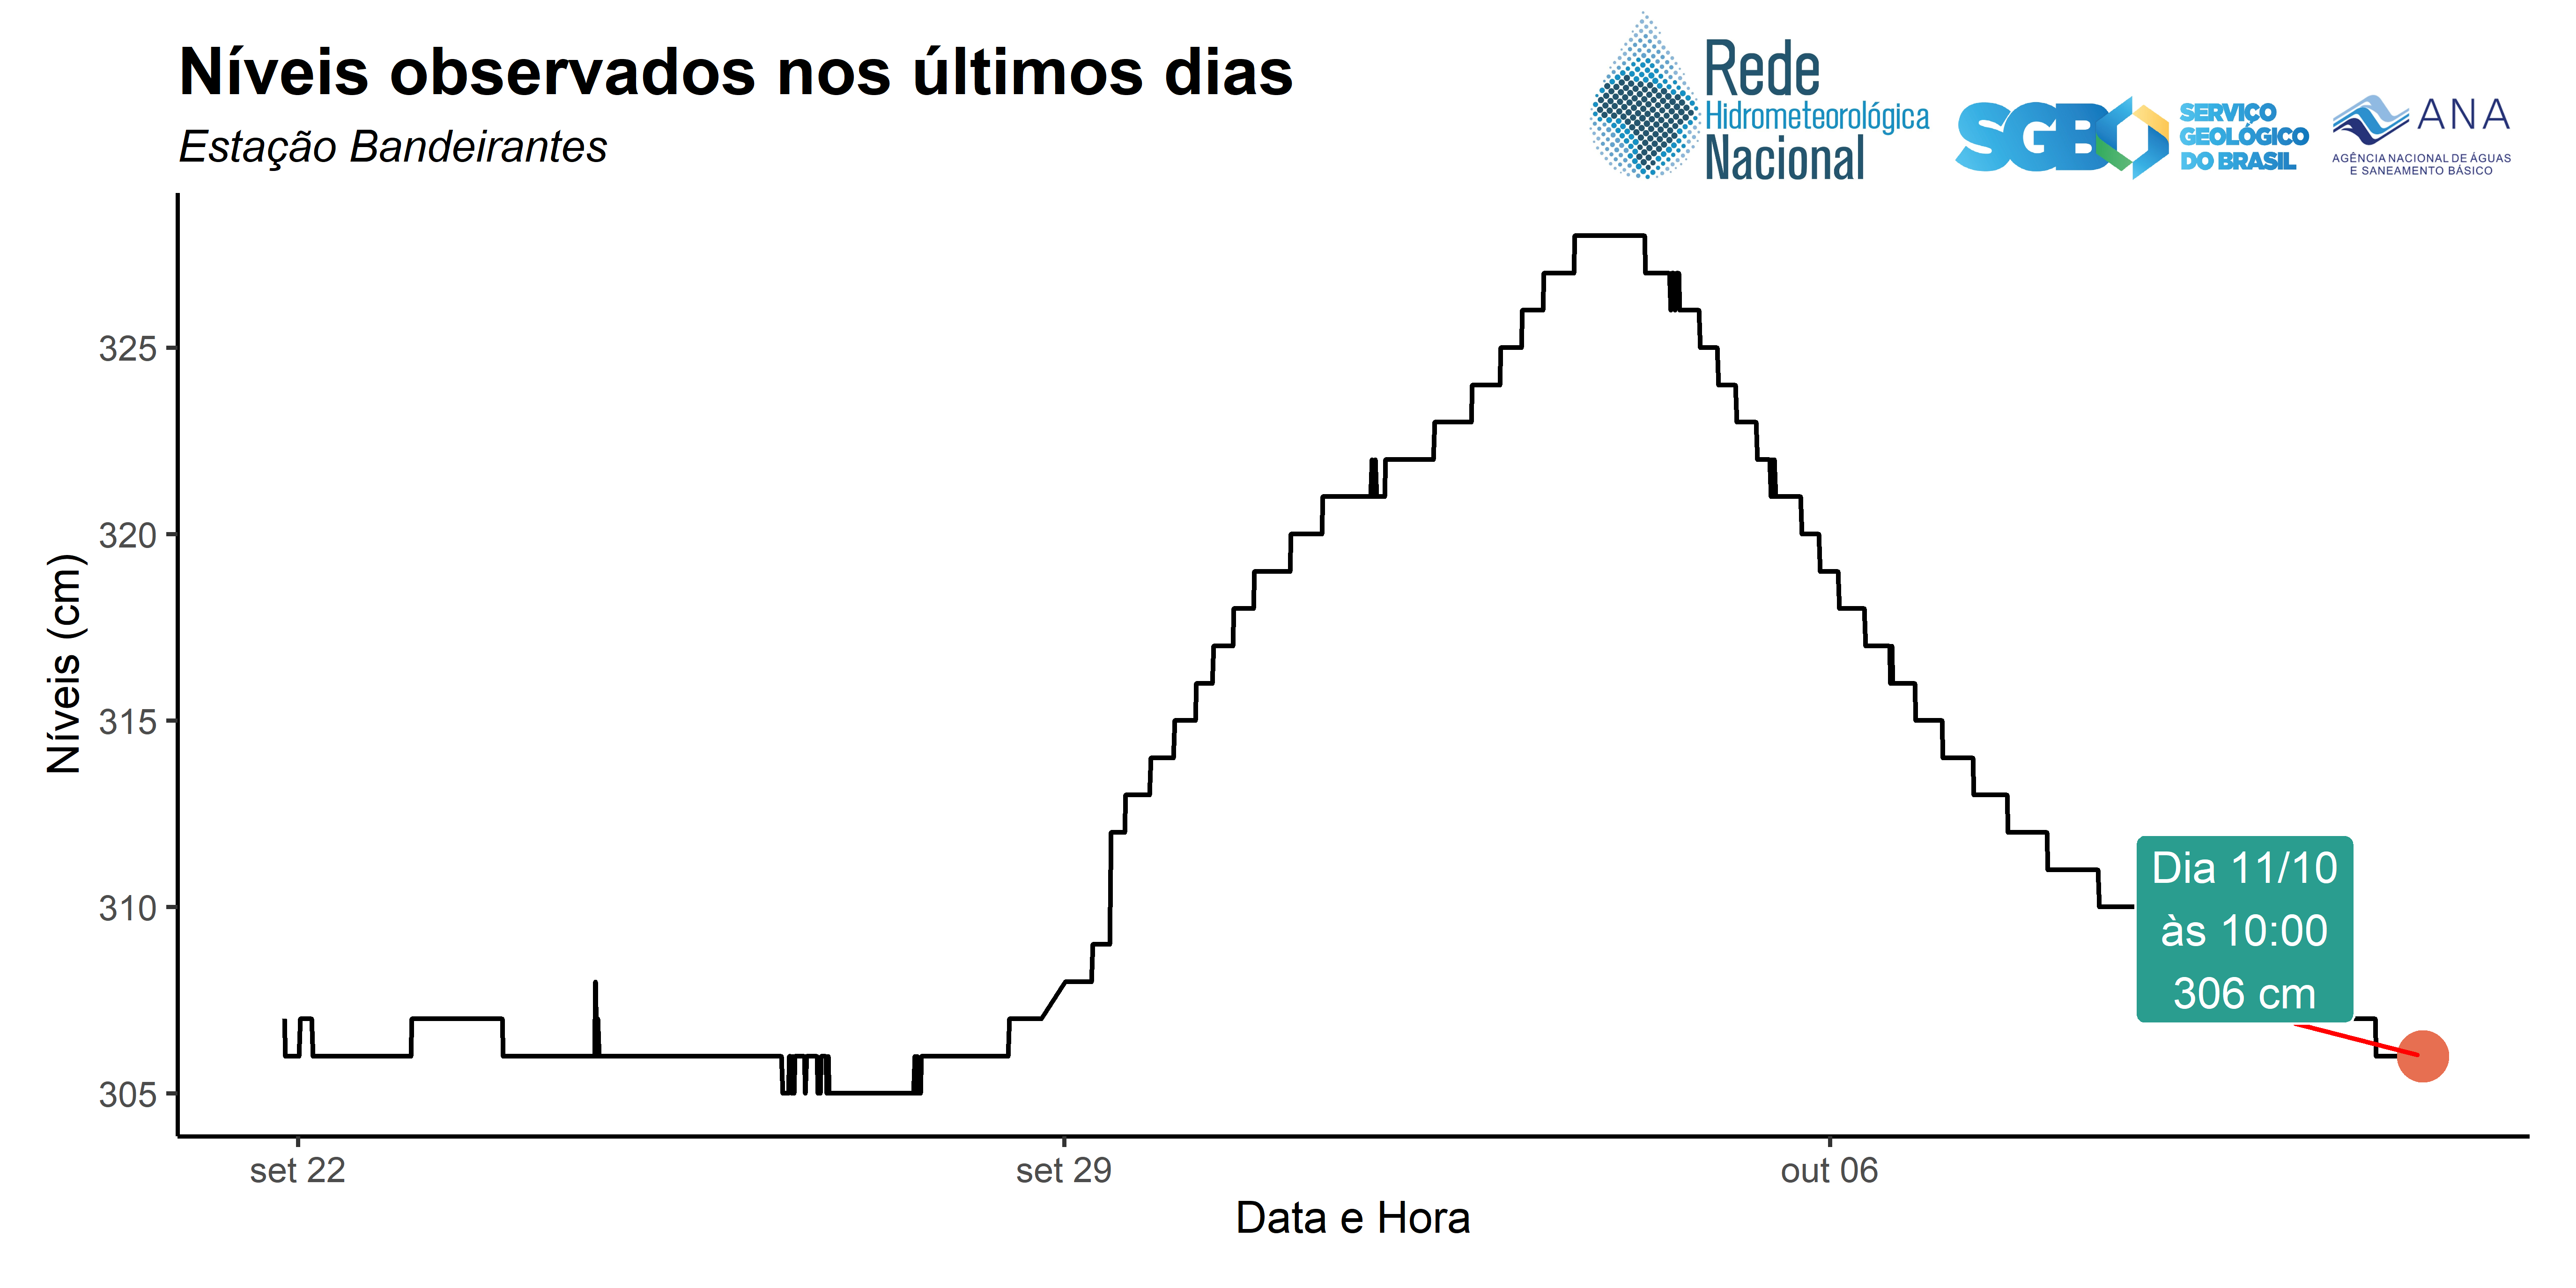 Níveis observados nos últimos dias
Estação Bandeirantes
Rede
Hidrometeorológica
Nacional
SGB
SERVIÇO
GEOLÓGICO
DO BRASIL
ANA
AGÊNCIA NACIONAL DE ÁGUAS
E SANEAMENTO BÁSICO
Níveis (cm)
325
320
315
310
305
Dia 11/10
às 10:00
306 cm
set 22
set 29
out 06
Data e Hora